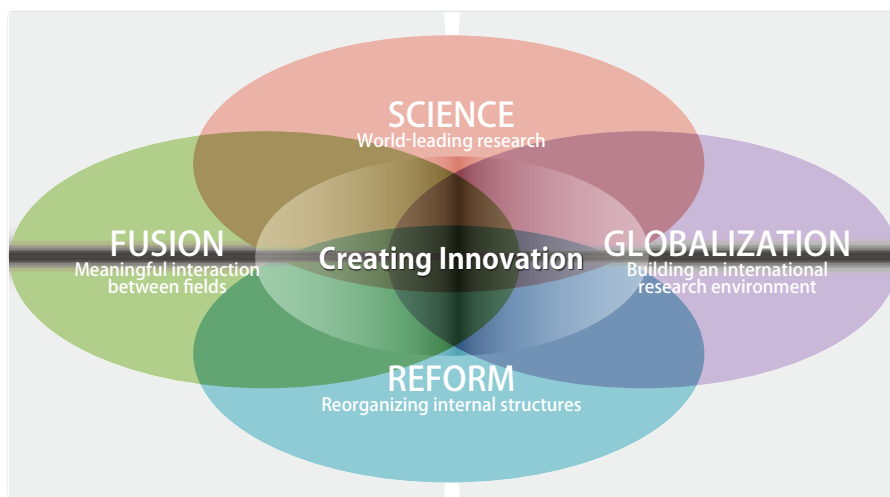 SCIENCE
World-leading research
FUSION
Meaningful interaction
between fields
Creating Innovation
GLOBALIZATION
Building an international
research environment
REFORM
Reorganizing internal structures